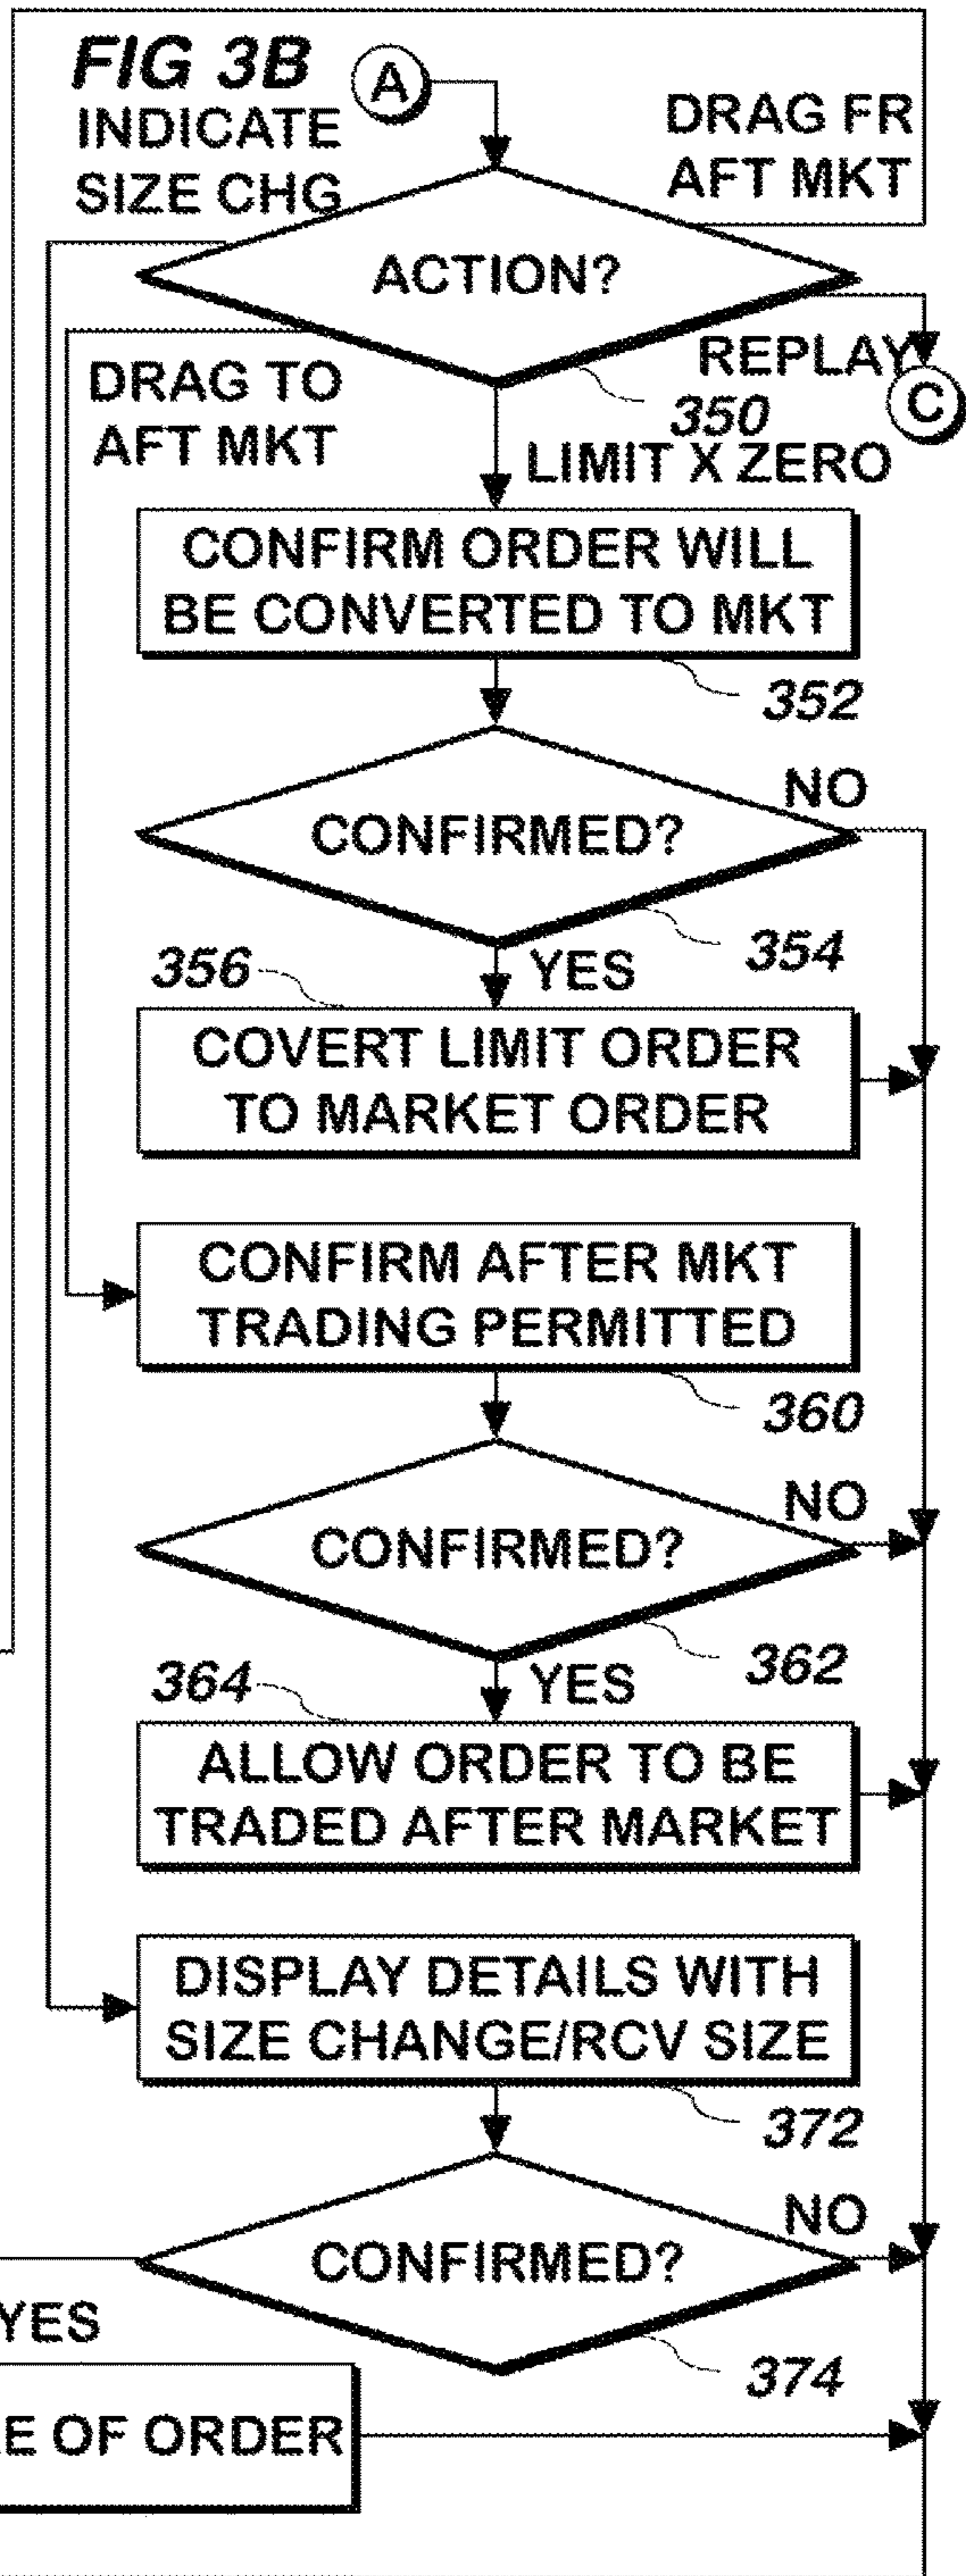 FIG 3B
A
INDICATE
SIZE CHG
DRAG FR
AFT MKT
ACTION?
DRAG TO
AFT MKT
REPLAY
C
350
LIMIT X ZERO
CONFIRM ORDER WILL
BE CONVERTED TO MKT
352
NO
CONFIRMED?
354
356
YES
COVERT LIMIT ORDER
TO MARKET ORDER
CONFIRM AFTER MKT
TRADING PERMITTED
360
NO
CONFIRMED?
362
364
YES
ALLOW ORDER TO BE
TRADED AFTER MARKET
DISPLAY DETAILS WITH
SIZE CHANGE/RCV SIZE
372
NO
CONFIRMED?
YES
374
OF ORDER